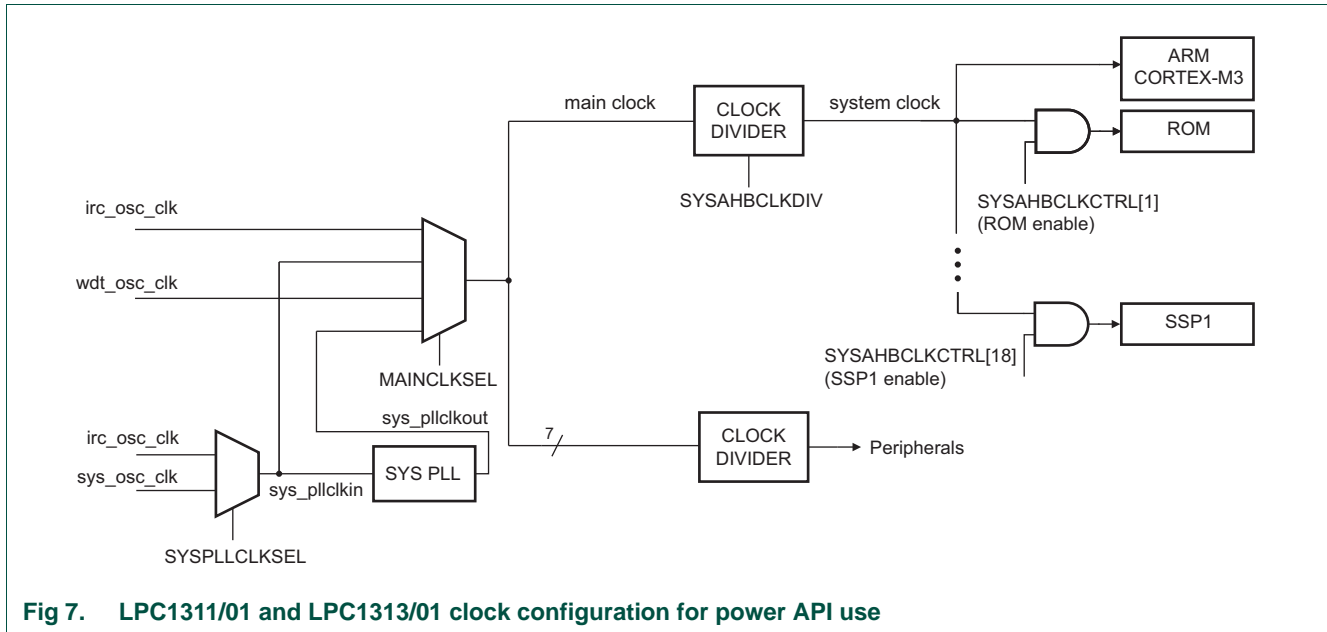 ARM
CORTEX-M3
main clock
CLOCK
DIVIDER
system clock
ROM
SYSAHBCLKDIV
SYSAHBCLKCTRL[1]
(ROM enable)
irc_osc_clk
wdt_osc_clk
SSP1
SYSAHBCLKCTRL[18]
(SSP1 enable)
MAINCLKSEL
sys_pllclkout
7
CLOCK
DIVIDER
Peripherals
irc_osc_clk
sys_osc_clk
sys_pllclkin
SYS PLL
SYSPLLCLKSEL
Fig 7. LPC1311/01 and LPC1313/01 clock configuration for power API use